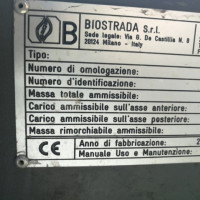 B BIOSTRADA S.r.l.
Sede legale: Via G. De Castillia N. 8
20124 Milano - Italy
Tipo:
Numero di omologazione:
Numero d'identificazione:
Massa totale ammissibile:
Carico ammissibile sull'asse anteriore:
Carico ammissibile sull'asse posteriore:
Massa rimorchiabile ammissibile:
CE Anno di fabbricazione: 2
Manuale Uso e Manutenzione: